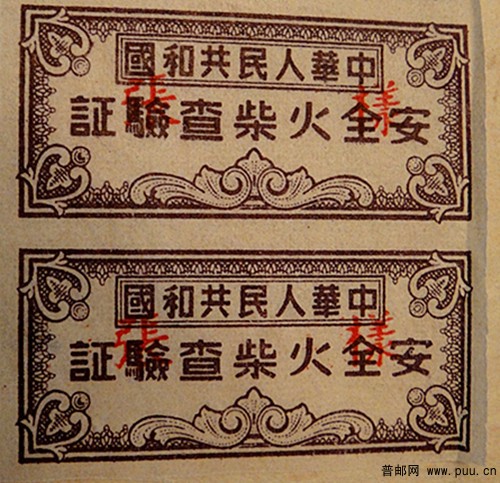 中華人民共和國
安全火柴查驗証
樣張
中華人民共和國
安全火柴查驗証
樣張
普邮网 www.puu.cn